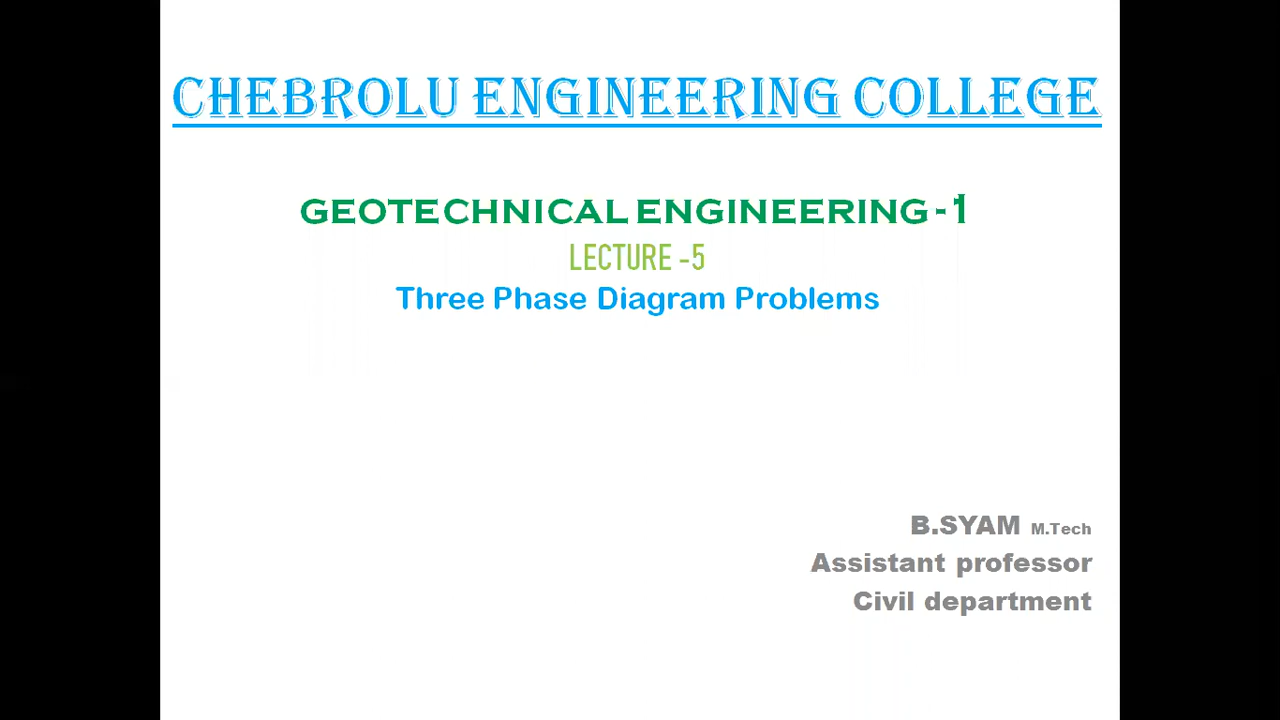 CHEBROLU ENGINEERING COLLEGE
GEOTECHNICAL ENGINEERING -1
LECTURE -5
Three Phase Diagram Problems
B.SYAM M.Tech
Assistant professor
Civil department